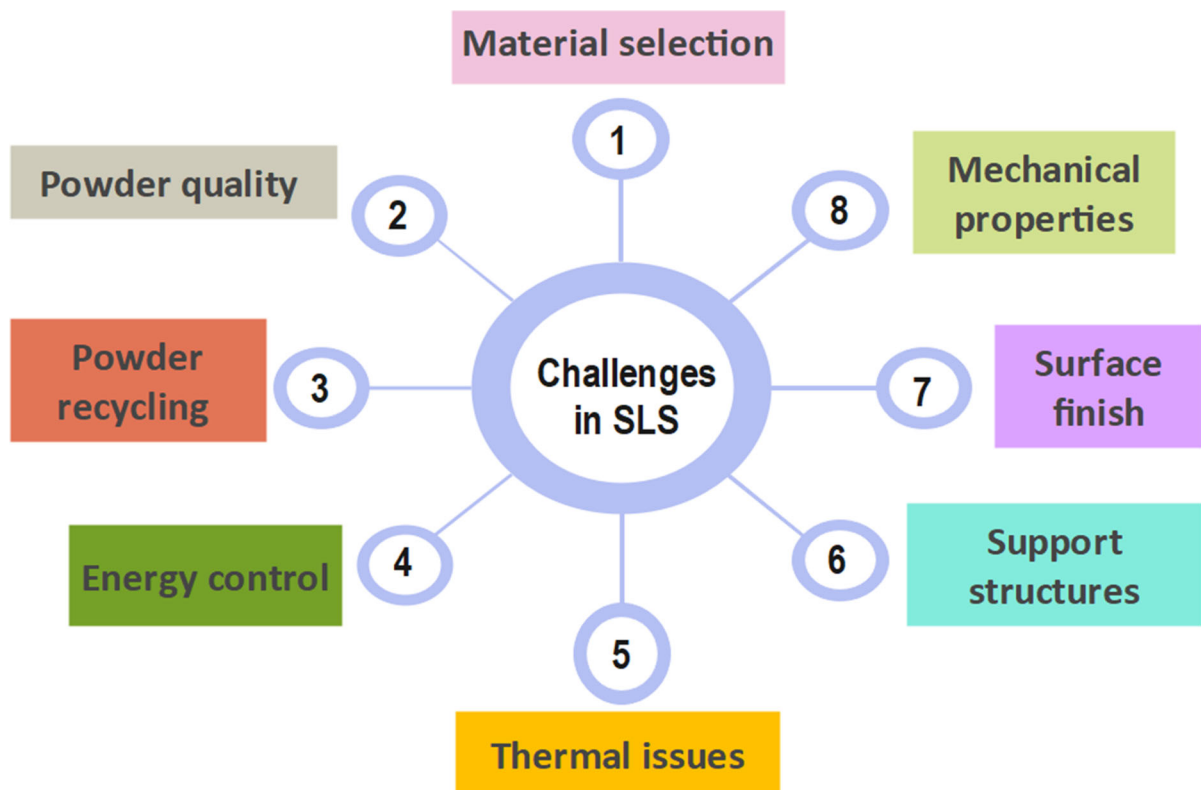 Material selection
1
Powder quality
2
Powder
recycling
3
Energy control
4
5
Thermal issues
6
Support
structures
7
Surface
finish
8
Mechanical
properties
Challenges
in SLS